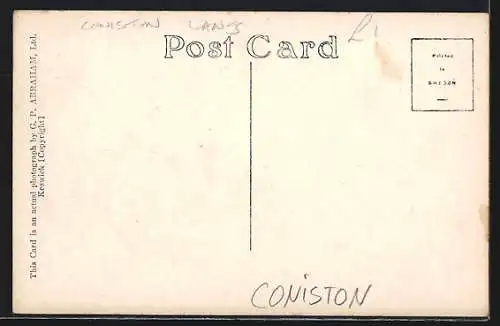 CONISTON LANCS
£1
Post Card
Printed
in
SWEDEN
This Card is an actual photograph by G. P. ABRAHAM, Ltd.
Keswick [Copyright]
CONISTON